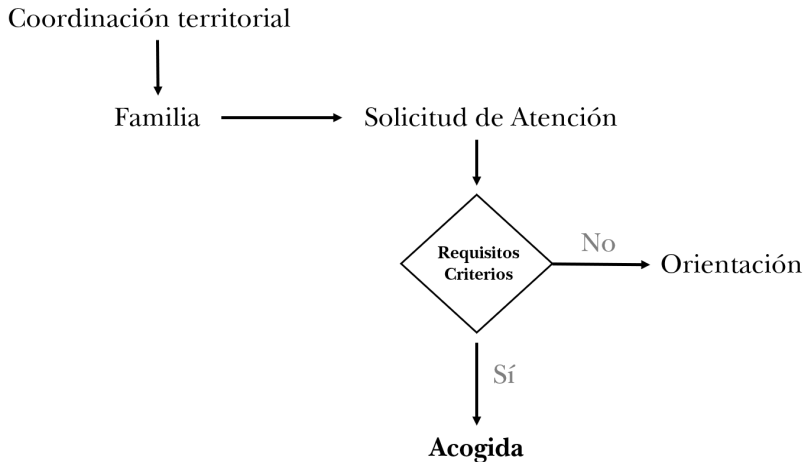 Coordinación territorial
Familia
Solicitud de Atención
Requisitos
Criterios
No
Orientación
Sí
Acogida